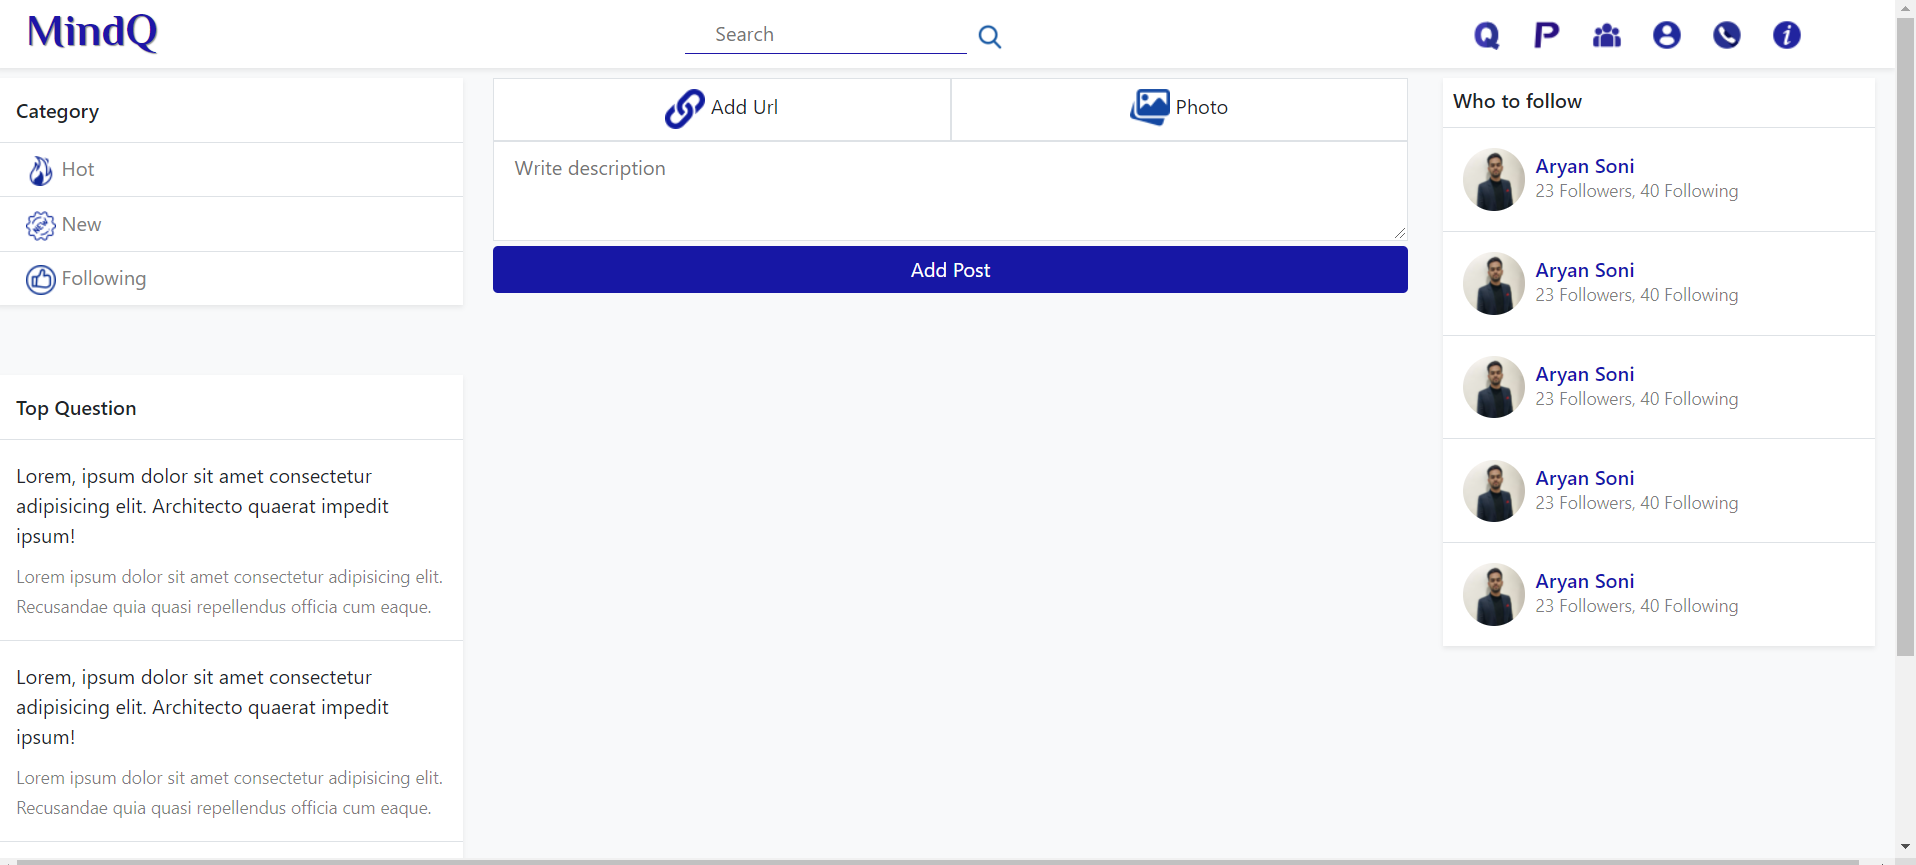 MindQ
Search
Q P
Category
Hot
New
Following
Top Question
Lorem, ipsum dolor sit amet consectetur
adipisicing elit. Architecto quaerat impedit
ipsum!
Lorem ipsum dolor sit amet consectetur adipisicing elit.
Recusandae quia quasi repellendus officia cum eaque.
Lorem, ipsum dolor sit amet consectetur
adipisicing elit. Architecto quaerat impedit
ipsum!
Lorem ipsum dolor sit amet consectetur adipisicing elit.
Recusandae quia quasi repellendus officia cum eaque.
Add Url
Photo
Write description
Add Post
Who to follow
Aryan Soni
23 Followers, 40 Following
Aryan Soni
23 Followers, 40 Following
Aryan Soni
23 Followers, 40 Following
Aryan Soni
23 Followers, 40 Following
Aryan Soni
23 Followers, 40 Following